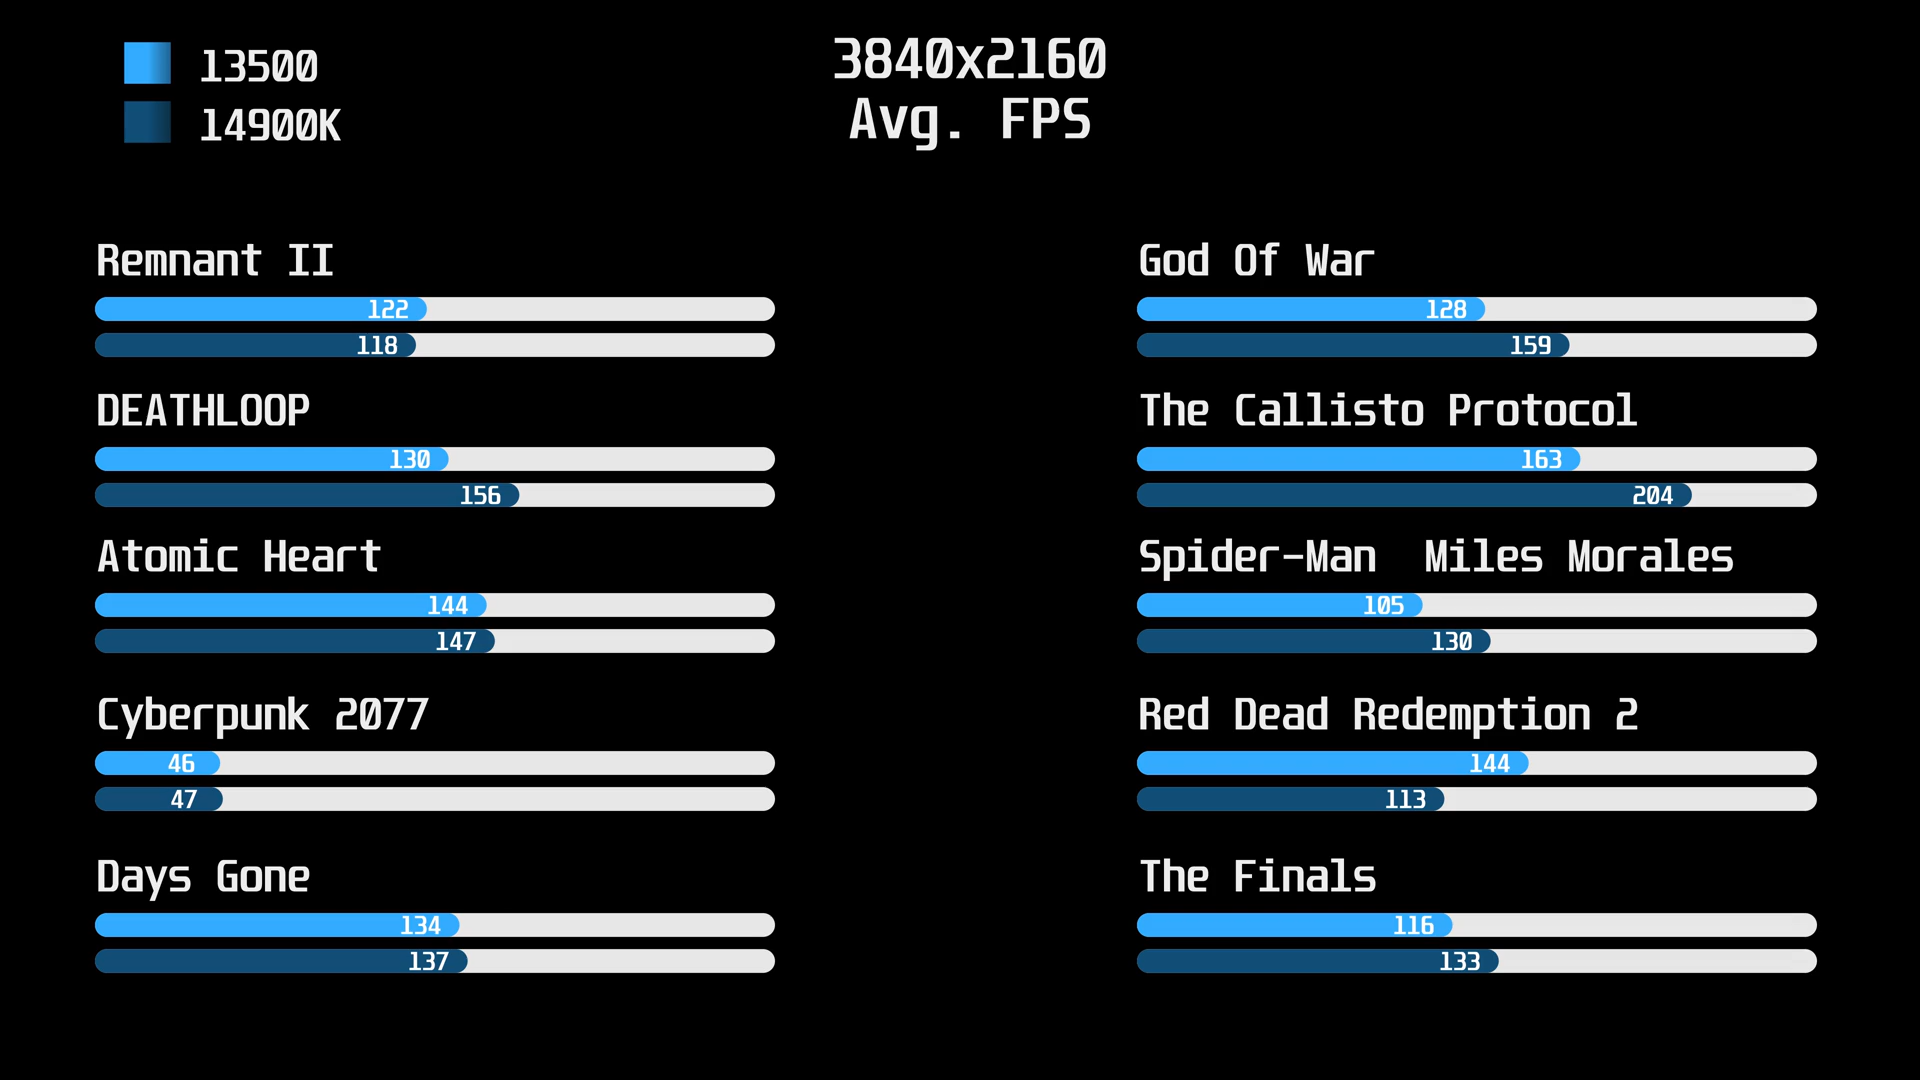 13500
14900K
3840x2160
Avg. FPS
Remnant II
122
118
DEATHLOOP
130
156
Atomic Heart
144
147
Cyberpunk 2077
46
47
Days Gone
134
137
God Of War
128
159
The Callisto Protocol
163
204
Spider-Man  Miles Morales
105
130
Red Dead Redemption 2
144
113
The Finals
116
133